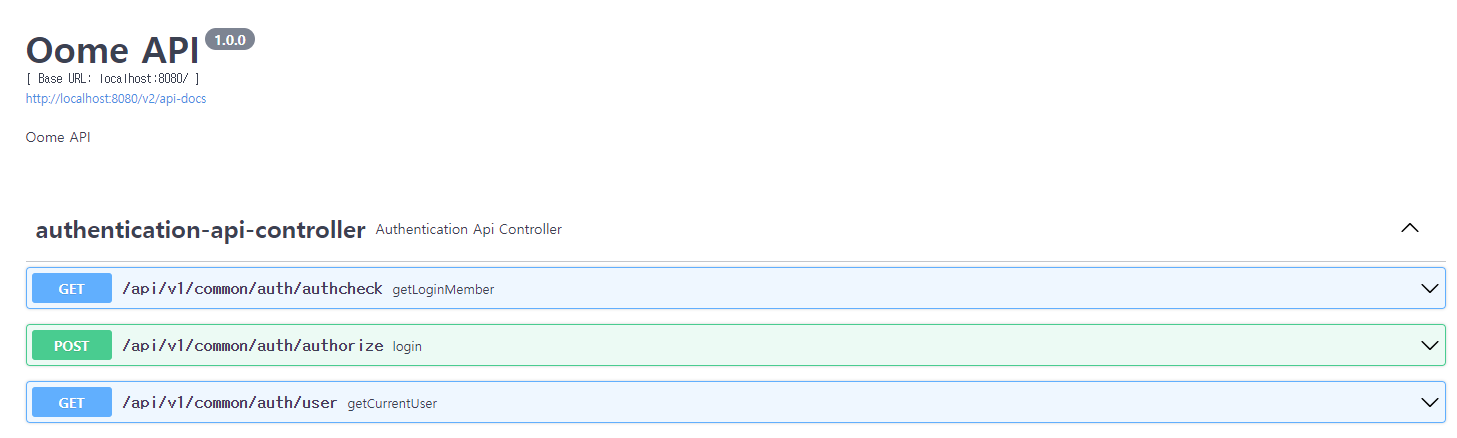 Oome API 1.0.0
[ Base URL: localhost:8080/ ]
http://localhost:8080/v2/api-docs
Oome API
authentication-api-controller Authentication Api Controller
GET /api/v1/common/auth/authcheck getLoginMember
POST /api/v1/common/auth/authorize login
GET /api/v1/common/auth/user getCurrentUser